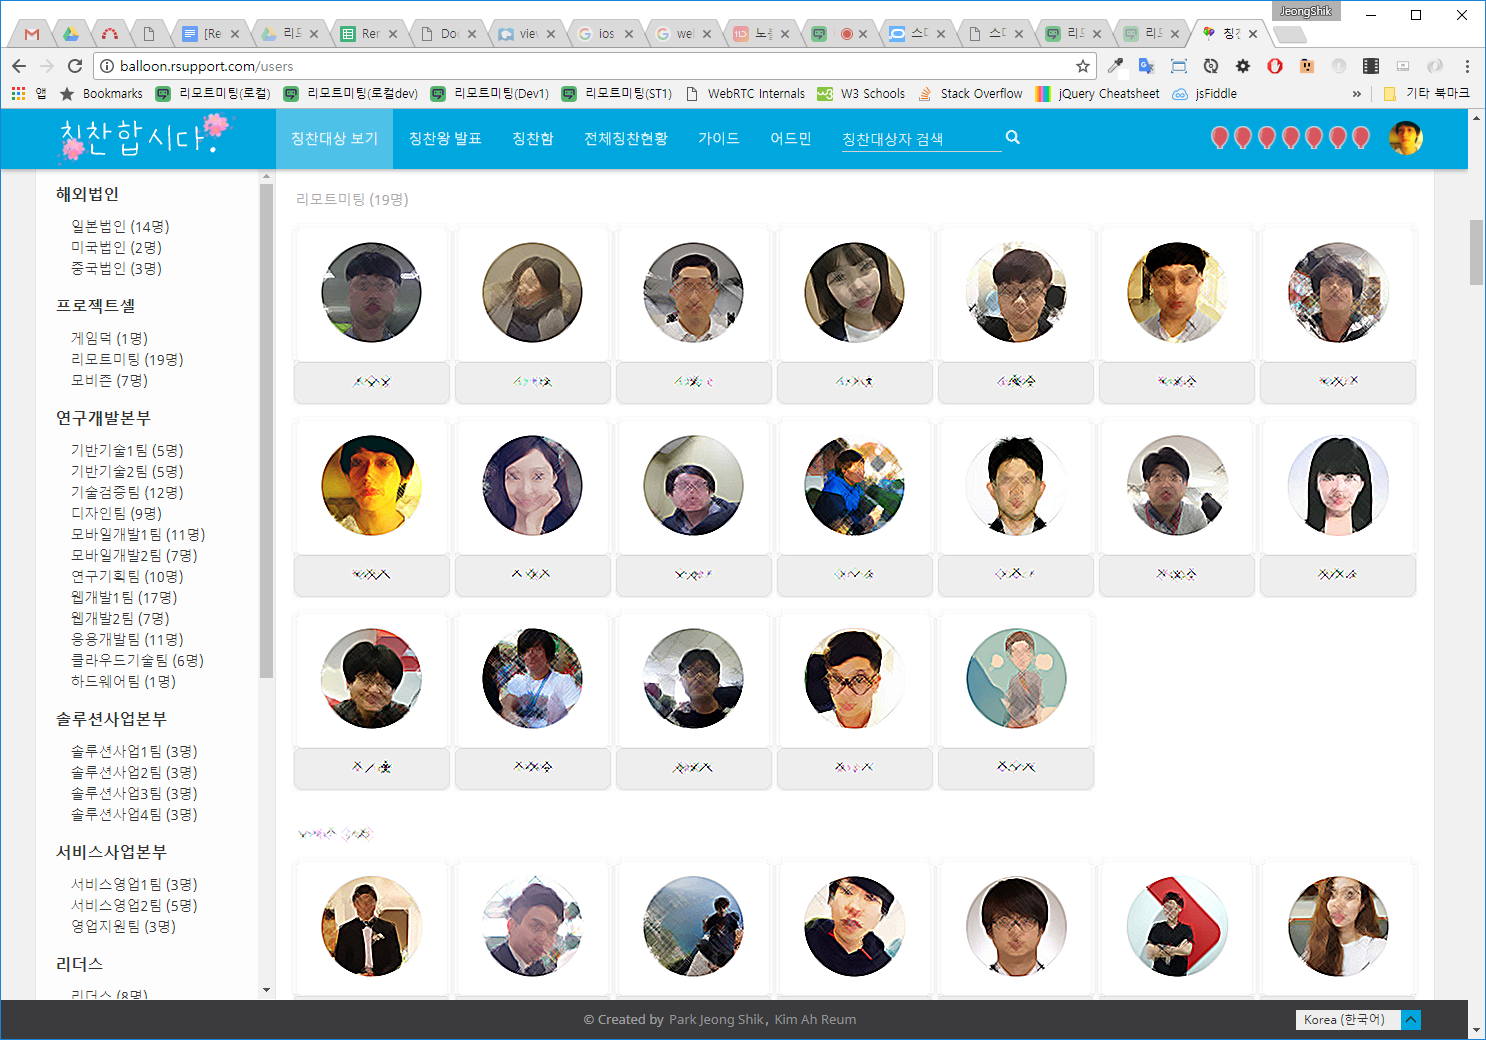 JeongShik
[Re
리모
Rer
Doc
viev
ios
wel
노트
스ㄷ
스ㄷ
리모
리모
칭찬
balloon.rsupport.com/users
앱
Bookmarks
리모트미팅(로컬)
리모트미팅(로컬dev)
리모트미팅(Dev1)
리모트미팅(ST1)
WebRTC Internals
W3 Schools
Stack Overflow
jQuery Cheatsheet
jsFiddle
»
기타 북마크
칭찬합시다.
칭찬대상 보기
칭찬왕 발표
칭찬함
전체칭찬현황
가이드
어드민
칭찬대상자 검색
해외법인
일본법인 (14명)
미국법인 (2명)
중국법인 (3명)
프로젝트셀
게임덕 (1명)
리모트미팅 (19명)
모비즌 (7명)
연구개발본부
기반기술1팀 (5명)
기반기술2팀 (5명)
기술검증팀 (12명)
디자인팀 (9명)
모바일개발1팀 (11명)
모바일개발2팀 (7명)
연구기획팀 (10명)
웹개발1팀 (17명)
웹개발2팀 (7명)
응용개발팀 (11명)
클라우드기술팀 (6명)
하드웨어팀 (1명)
솔루션사업본부
솔루션사업1팀 (3명)
솔루션사업2팀 (3명)
솔루션사업3팀 (3명)
솔루션사업4팀 (3명)
서비스사업본부
서비스영업1팀 (3명)
서비스영업2팀 (5명)
영업지원팀 (3명)
리더스
리더스 (8명)
리모트미팅 (19명)
© Created by Park Jeong Shik, Kim Ah Reum
Korea (한국어)